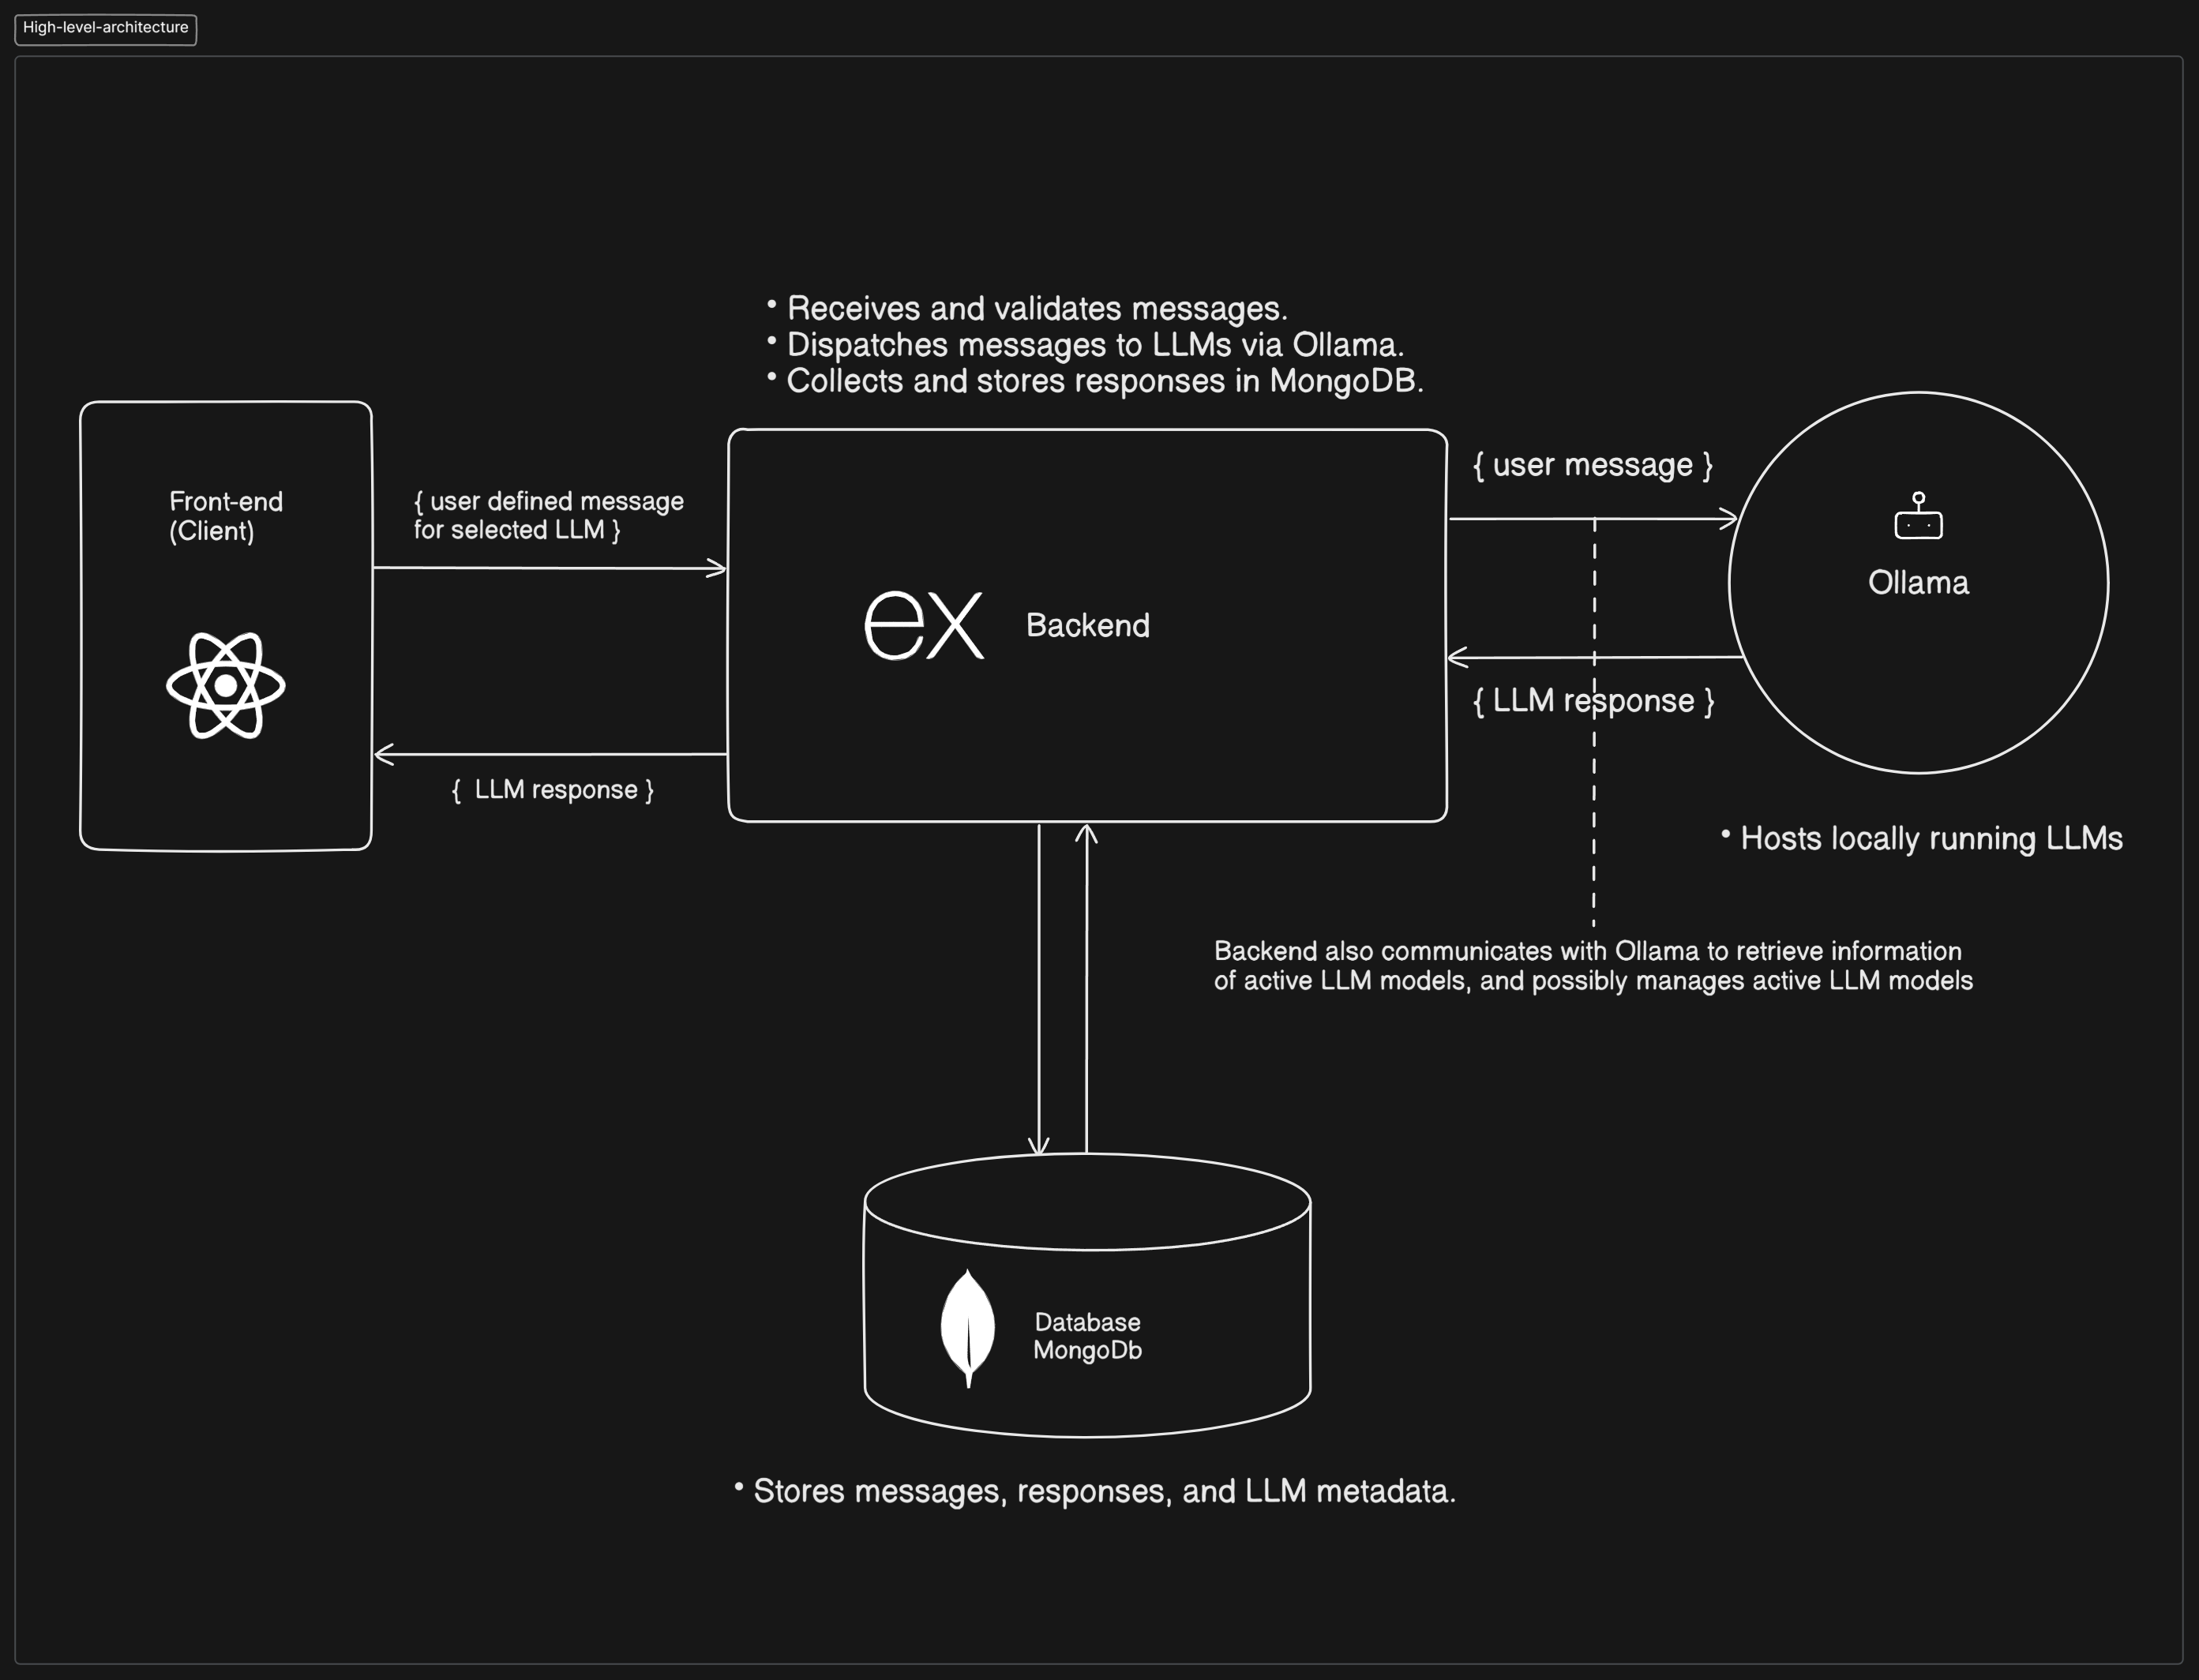 High-level-architecture
• Receives and validates messages.
• Dispatches messages to LLMs via Ollama.
• Collects and stores responses in MongoDB.
Front-end
(Client)
{ user defined message
for selected LLM }
{ LLM response }
ex Backend
{ user message }
{ LLM response }
Ollama
• Hosts locally running LLMs
Backend also communicates with Ollama to retrieve information
of active LLM models, and possibly manages active LLM models
Database
MongoDb
• Stores messages, responses, and LLM metadata.